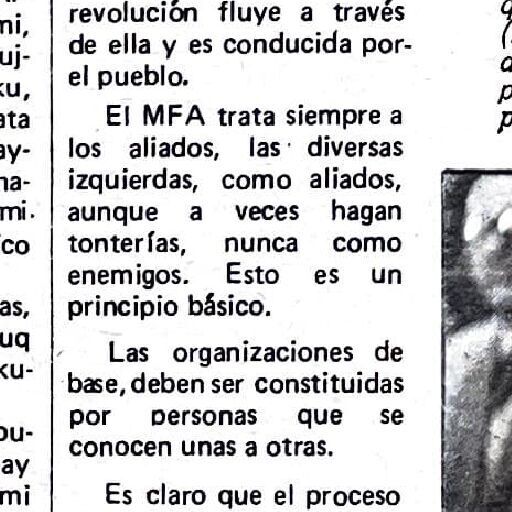 mi,
uj-
ku,
ata
ay-
na-
mi.
co
as,
uq
ku-
ou-
ay
mi
revolución fluye a través
de ella y es conducida por-
el pueblo.
El MFA trata siempre a
los aliados, las diversas
izquierdas, como aliados,
aunque a veces hagan
tonterías, nunca como
enemigos. Esto es un
principio básico.
Las organizaciones de
base, deben ser constituidas
por personas que se
conocen unas a otras.
Es claro que el proceso